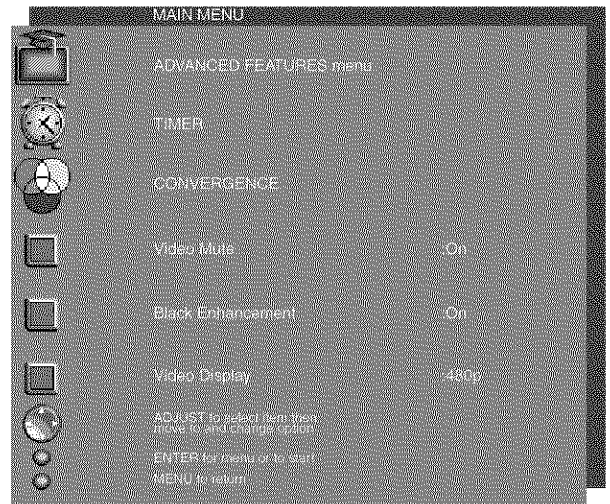 MAIN MENU
ADVANCED FEATURES menu
TIMER
CONVERGENCE
Video Mute :On
Black Enhancement :On
Video Display :480p
ADJUST to select item then
move to and change option
ENTER for menu or to start
MENU to return